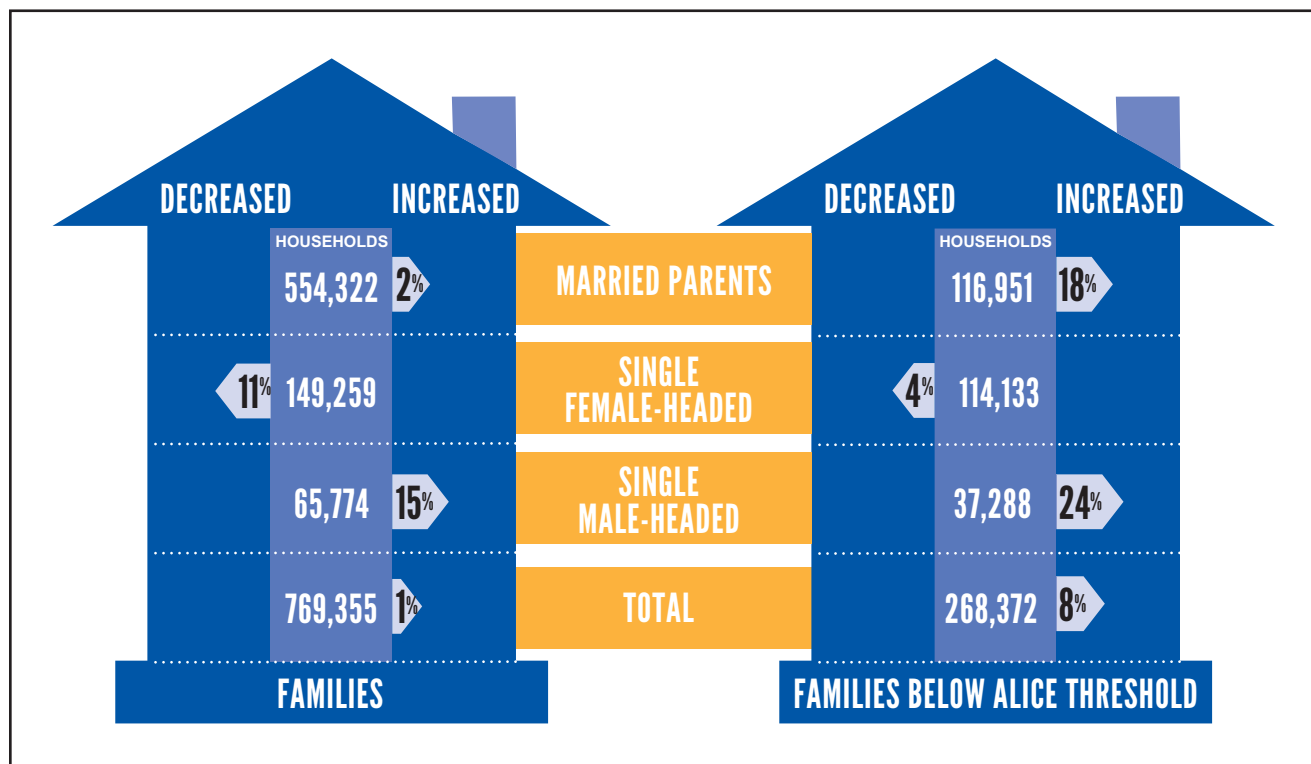 DECREASED INCREASED
HOUSEHOLDS
554,322 2%
11% 149,259
65,774 15%
769,355 1%
FAMILIES
MARRIED PARENTS
SINGLE
FEMALE-HEADED
SINGLE
MALE-HEADED
TOTAL
DECREASED INCREASED
HOUSEHOLDS
116,951 18%
4% 114,133
37,288 24%
268,372 8%
FAMILIES BELOW ALICE THRESHOLD